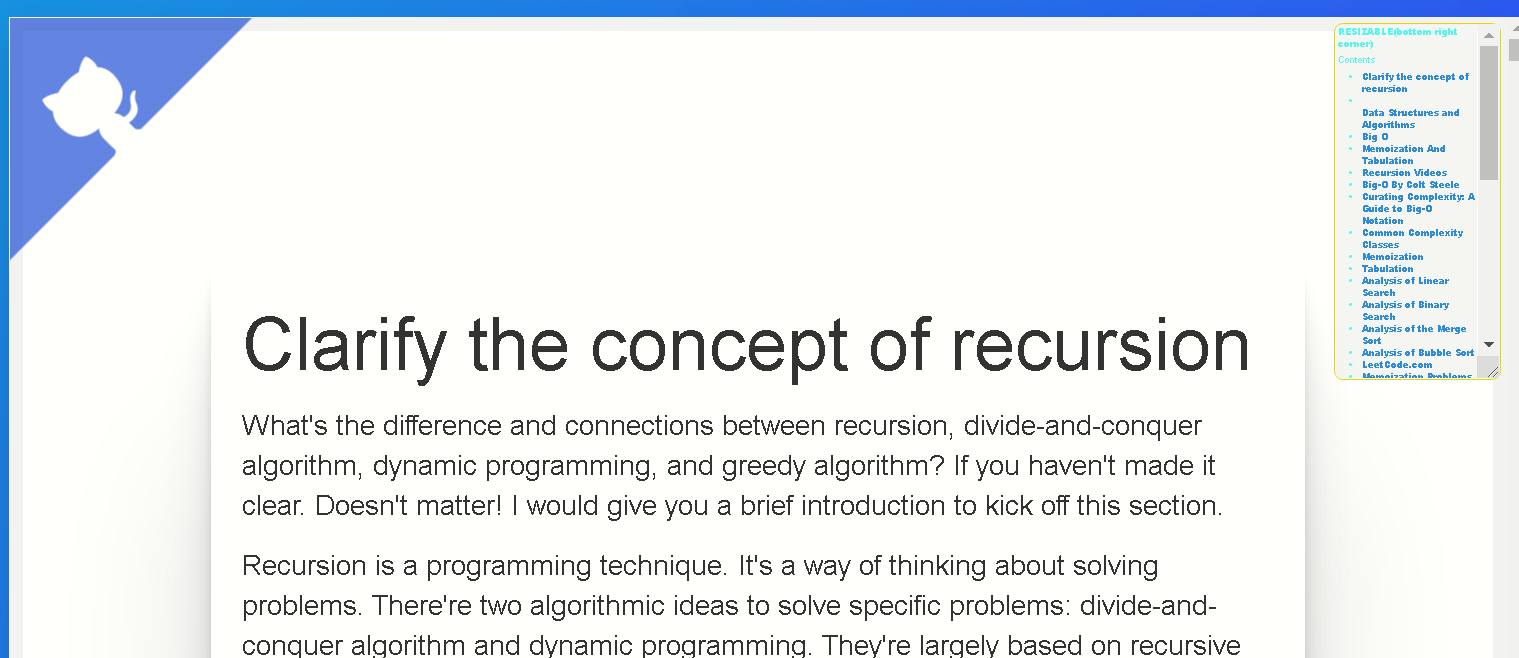 Clarify the concept of recursion
What's the difference and connections between recursion, divide-and-conquer
algorithm, dynamic programming, and greedy algorithm? If you haven't made it
clear. Doesn't matter! I would give you a brief introduction to kick off this section.
Recursion is a programming technique. It's a way of thinking about solving
problems. There're two algorithmic ideas to solve specific problems: divide-and-
conquer algorithm and dynamic programming. They're largely based on recursive
RESIZABLE(bottom right
corner)
Contents
Clarify the concept of
recursion
Data Structures and
Algorithms
Big O
Memoization And
Tabulation
Recursion Videos
Big-O By Colt Steele
Curating Complexity: A
Guide to Big-O
Notation
Common Complexity
Classes
Memoization
Tabulation
Analysis of Linear
Search
Analysis of Binary
Search
Analysis of the Merge
Sort
Analysis of Bubble Sort
LeetCode.com
Memoization Problems